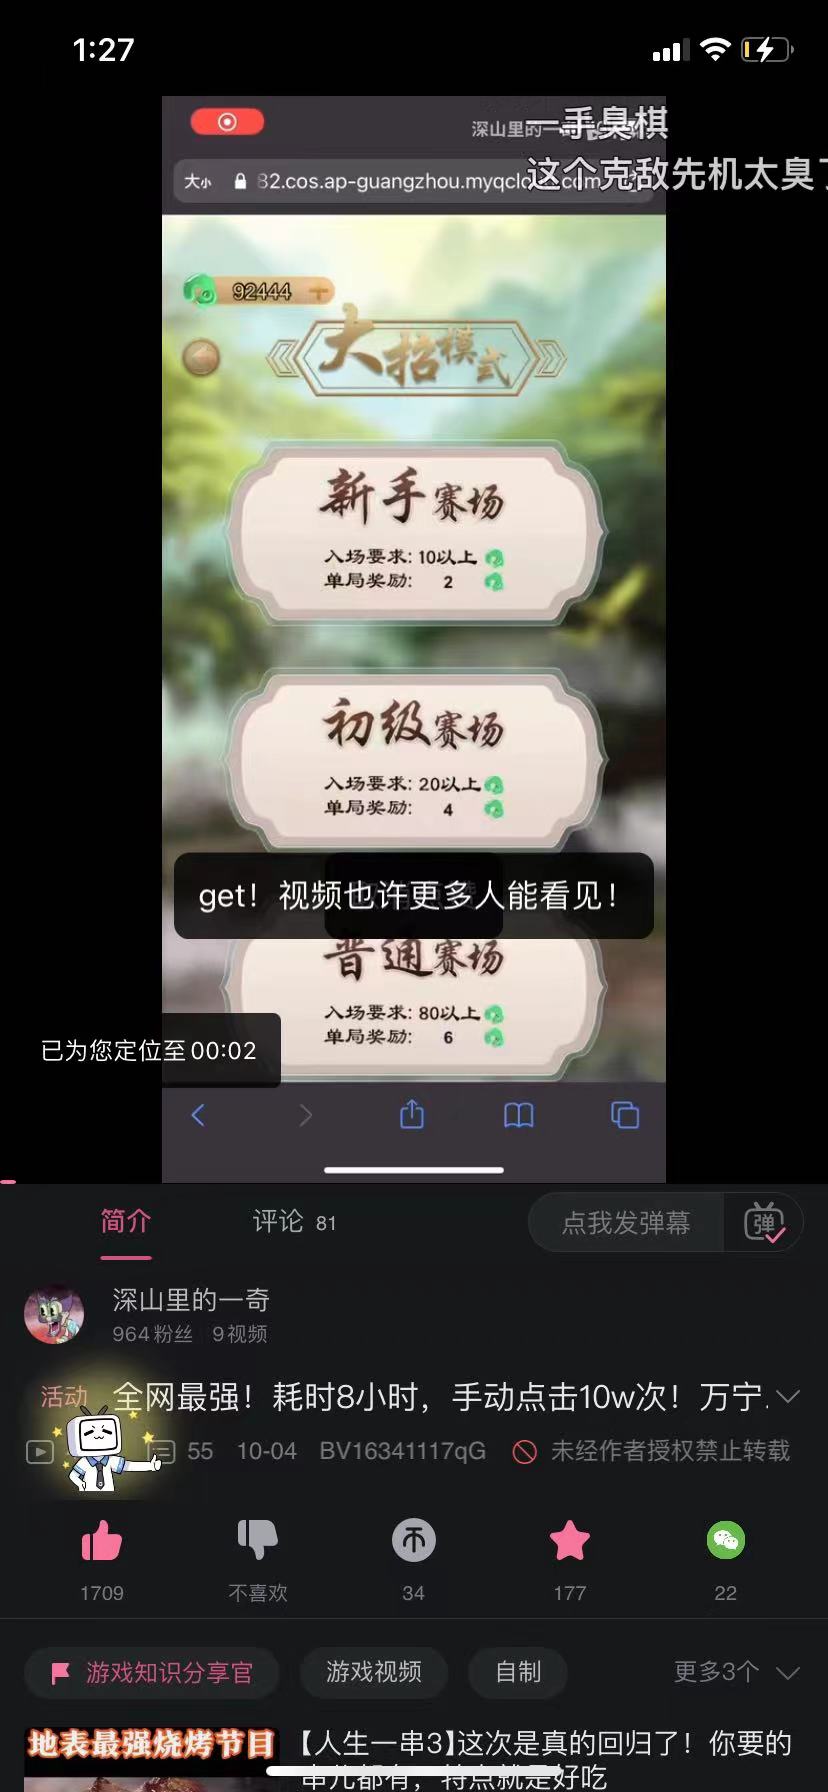 1:27
一手臭棋
深山里的一奇
这个克敌先机太臭了
大小 82.cos.ap-guangzhou.myqcloud.com
92444
大招模式
新手赛场
入场要求: 10以上
单局奖励: 2
初级赛场
入场要求: 20以上
单局奖励: 4
get！视频也许更多人能看见！
普通赛场
入场要求: 80以上
单局奖励: 6
已为您定位至00:02
简介 评论 81 点我发弹幕 弹
深山里的一奇
964粉丝 9视频
活动 全网最强！耗时8小时，手动点击10w次！万宁.
55 10-04 BV16341117qG 未经作者授权禁止转载
1709 不喜欢 34 177 22
游戏知识分享官 游戏视频 自制 更多3个
地表最强烧烤节目 【人生一串3】这次是真的回归了！你要的
串儿都有，特点就是好吃